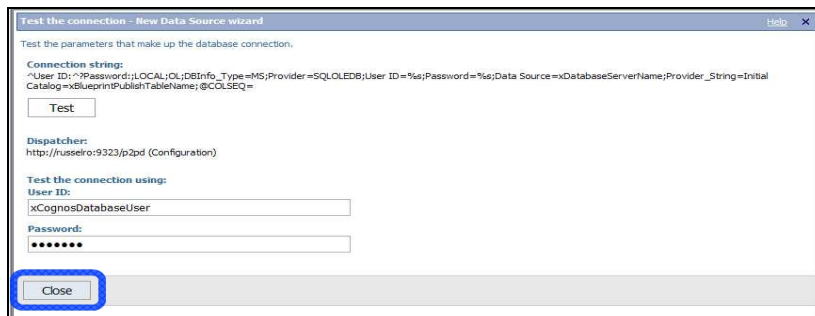 Test the connection - New Data Source wizard
Help
Test the parameters that make up the database connection.
Connection string:
^User ID:^?Password:;LOCAL;OL;DBInfo_Type=MS;Provider=SQLOLEDB;User ID=%s;Password=%s;Data Source=xDatabaseServerName;Provider_String=Initial
Catalog=xBlueprintPublishTableName;@COLSEQ=
Test
Dispatcher:
http://russelro:9323/p2pd (Configuration)
Test the connection using:
User ID:
xCognosDatabaseUser
Password:
•••••••
Close